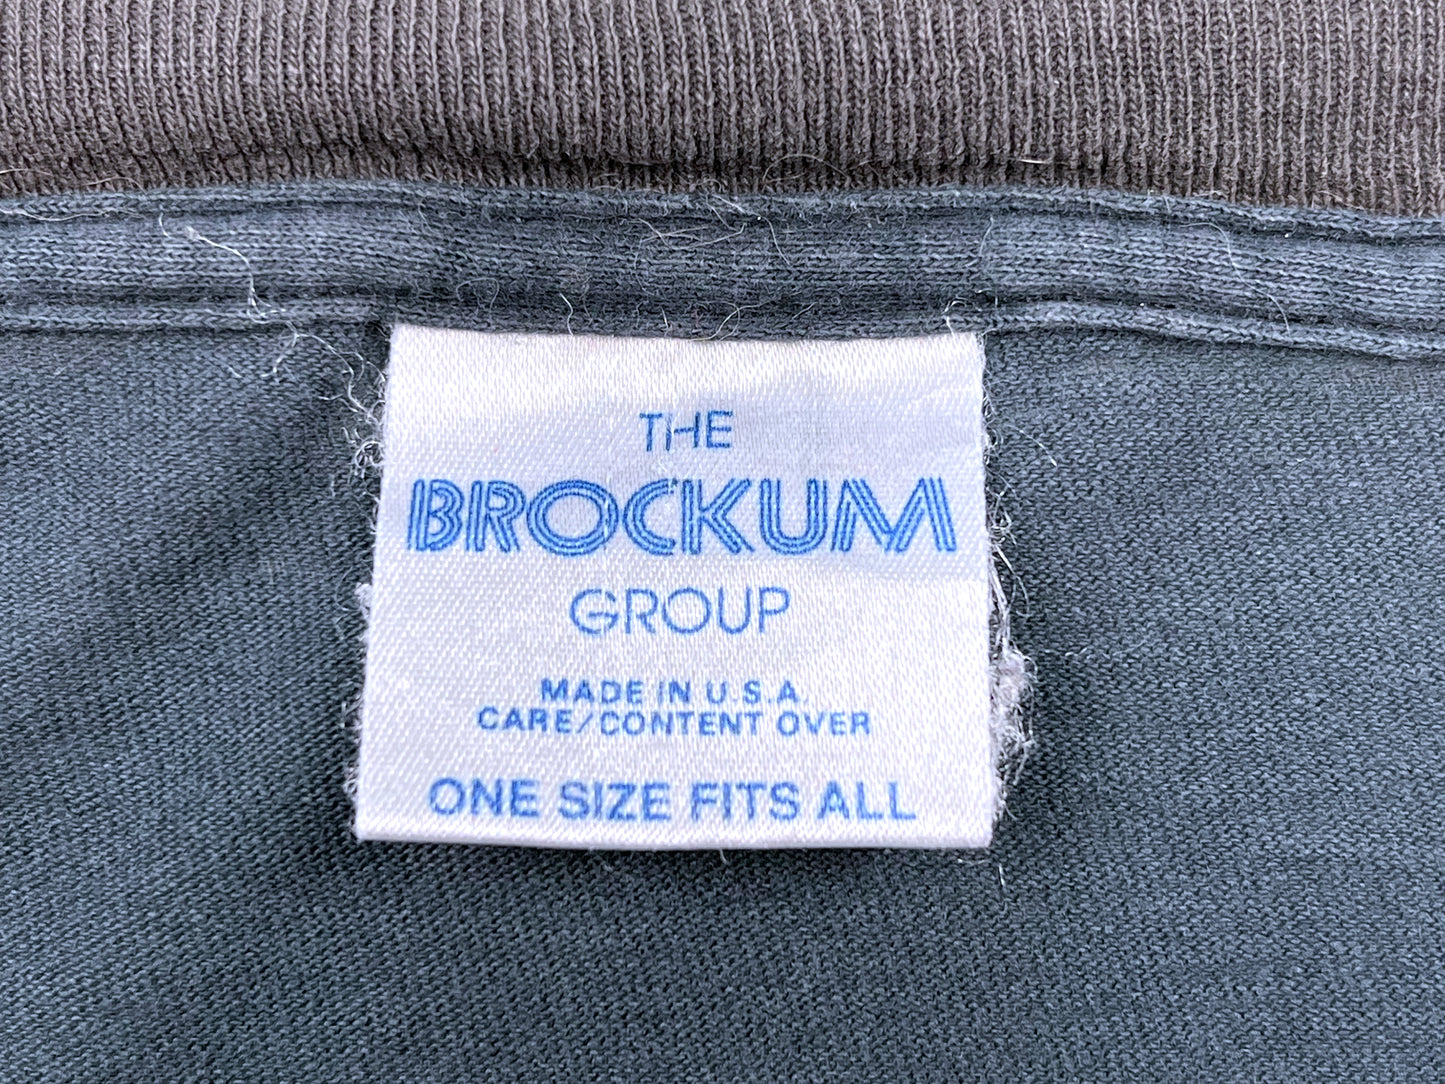 THE
BROCKUM
GROUP
MADE IN U.S.A.
CARE/CONTENT OVER
ONE SIZE FITS ALL